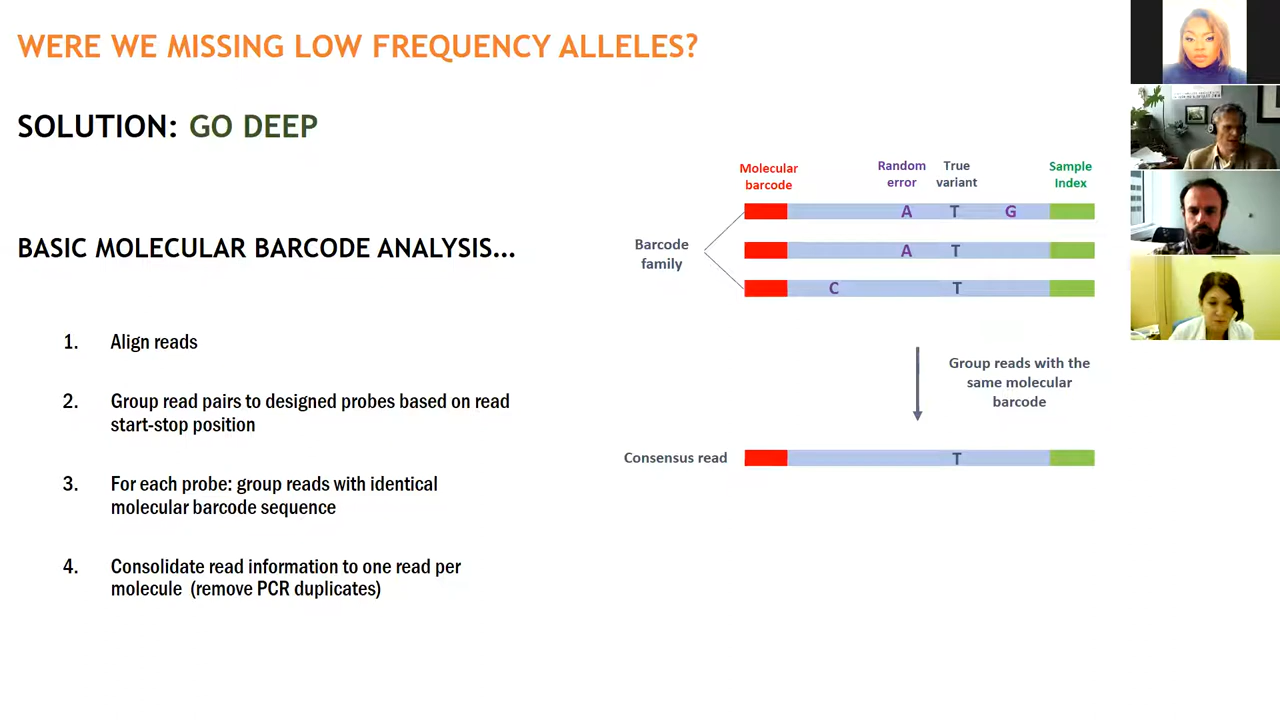 WERE WE MISSING LOW FREQUENCY ALLELES?
SOLUTION: GO DEEP
BASIC MOLECULAR BARCODE ANALYSIS...
1. Align reads
2. Group read pairs to designed probes based on read
start-stop position
3. For each probe: group reads with identical
molecular barcode sequence
4. Consolidate read information to one read per
molecule (remove PCR duplicates)
Molecular
barcode
Random
error
True
variant
Sample
Index
Barcode
family
A T G
A T
C T
Group reads with the
same molecular
barcode
Consensus read
T